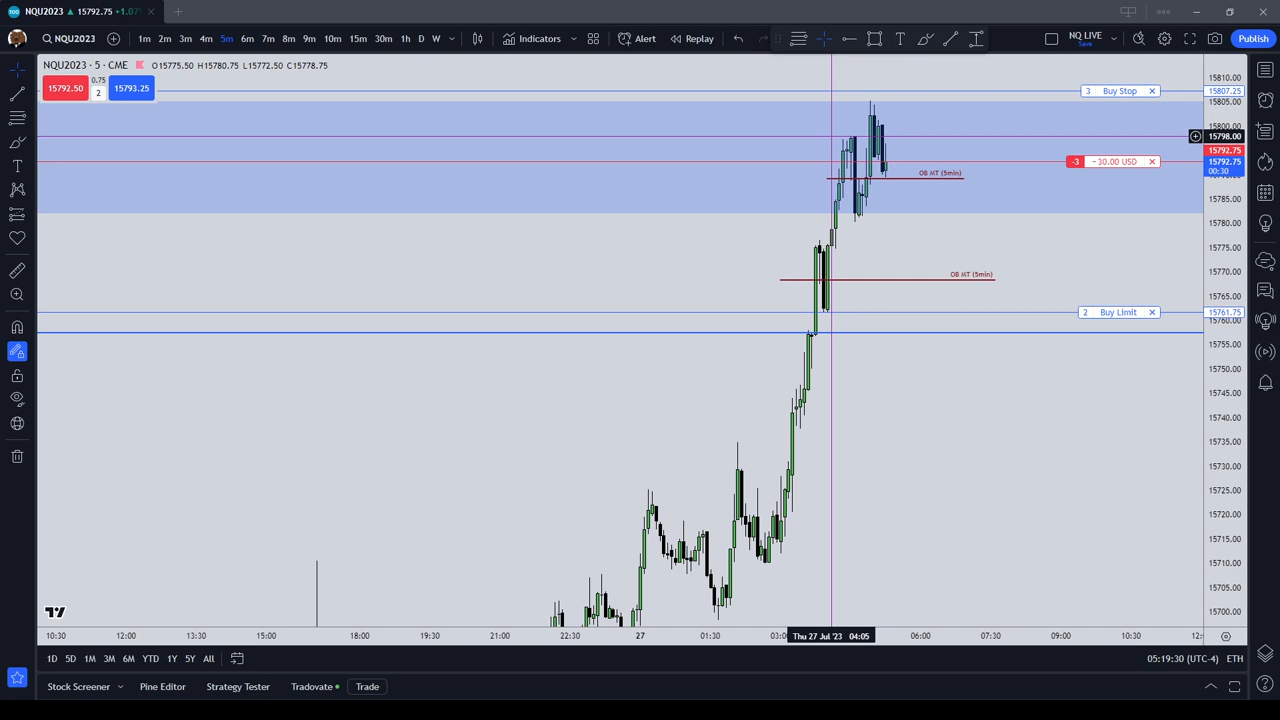 NQU2023 ▲ 15792.75 +1.07
NQU2023 1m 2m 3m 4m 5m 6m 7m 8m 9m 10m 15m 30m 1h D W Indicators Alert Replay NQ LIVE Save Publish
NQU2023 · 5 · CME O15775.50 H15780.75 L15772.50 C15778.75
15792.50 0.75 2 15793.25
3 Buy Stop 15807.25
15810.00
15805.00
15800.00
15798.00
15792.75
-3 −30.00 USD 15792.75
00:30
OB MT (5min)
15785.00
15780.00
15775.00
15770.00
OB MT (5min)
15765.00
2 Buy Limit 15761.75
15760.00
15755.00
15750.00
15745.00
15740.00
15735.00
15730.00
15725.00
15720.00
15715.00
15710.00
15705.00
15700.00
10:30 12:00 13:30 15:00 18:00 19:30 21:00 22:30 27 01:30 03:0 Thu 27 Jul '23 04:05 06:00 07:30 09:00 10:30 12:
1D 5D 1M 3M 6M YTD 1Y 5Y All 05:19:30 (UTC-4) ETH
Stock Screener Pine Editor Strategy Tester Tradovate Trade